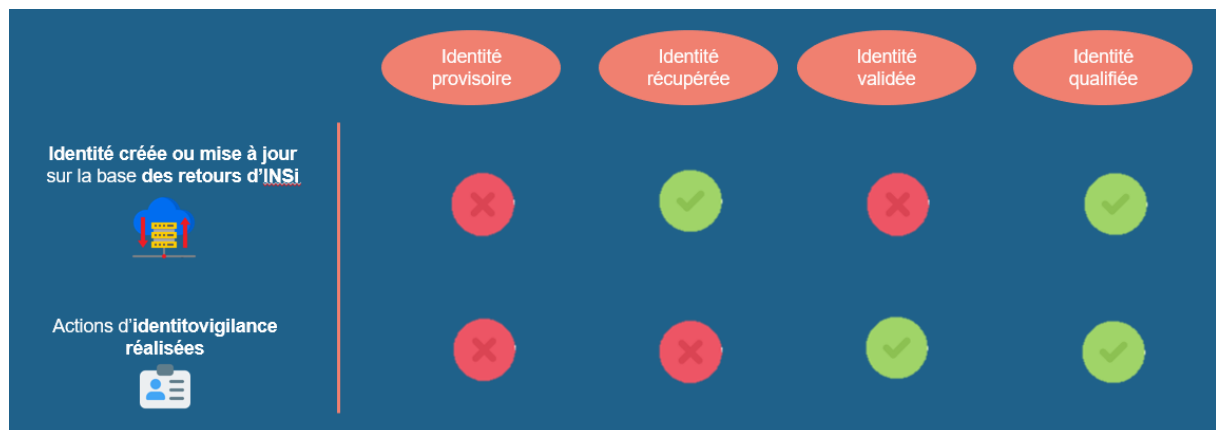 Identité
provisoire
Identité
récupérée
Identité
validée
Identité
qualifiée
Identité créée ou mise à jour
sur la base des retours d'INSi
Actions d'identitovigilance
réalisées